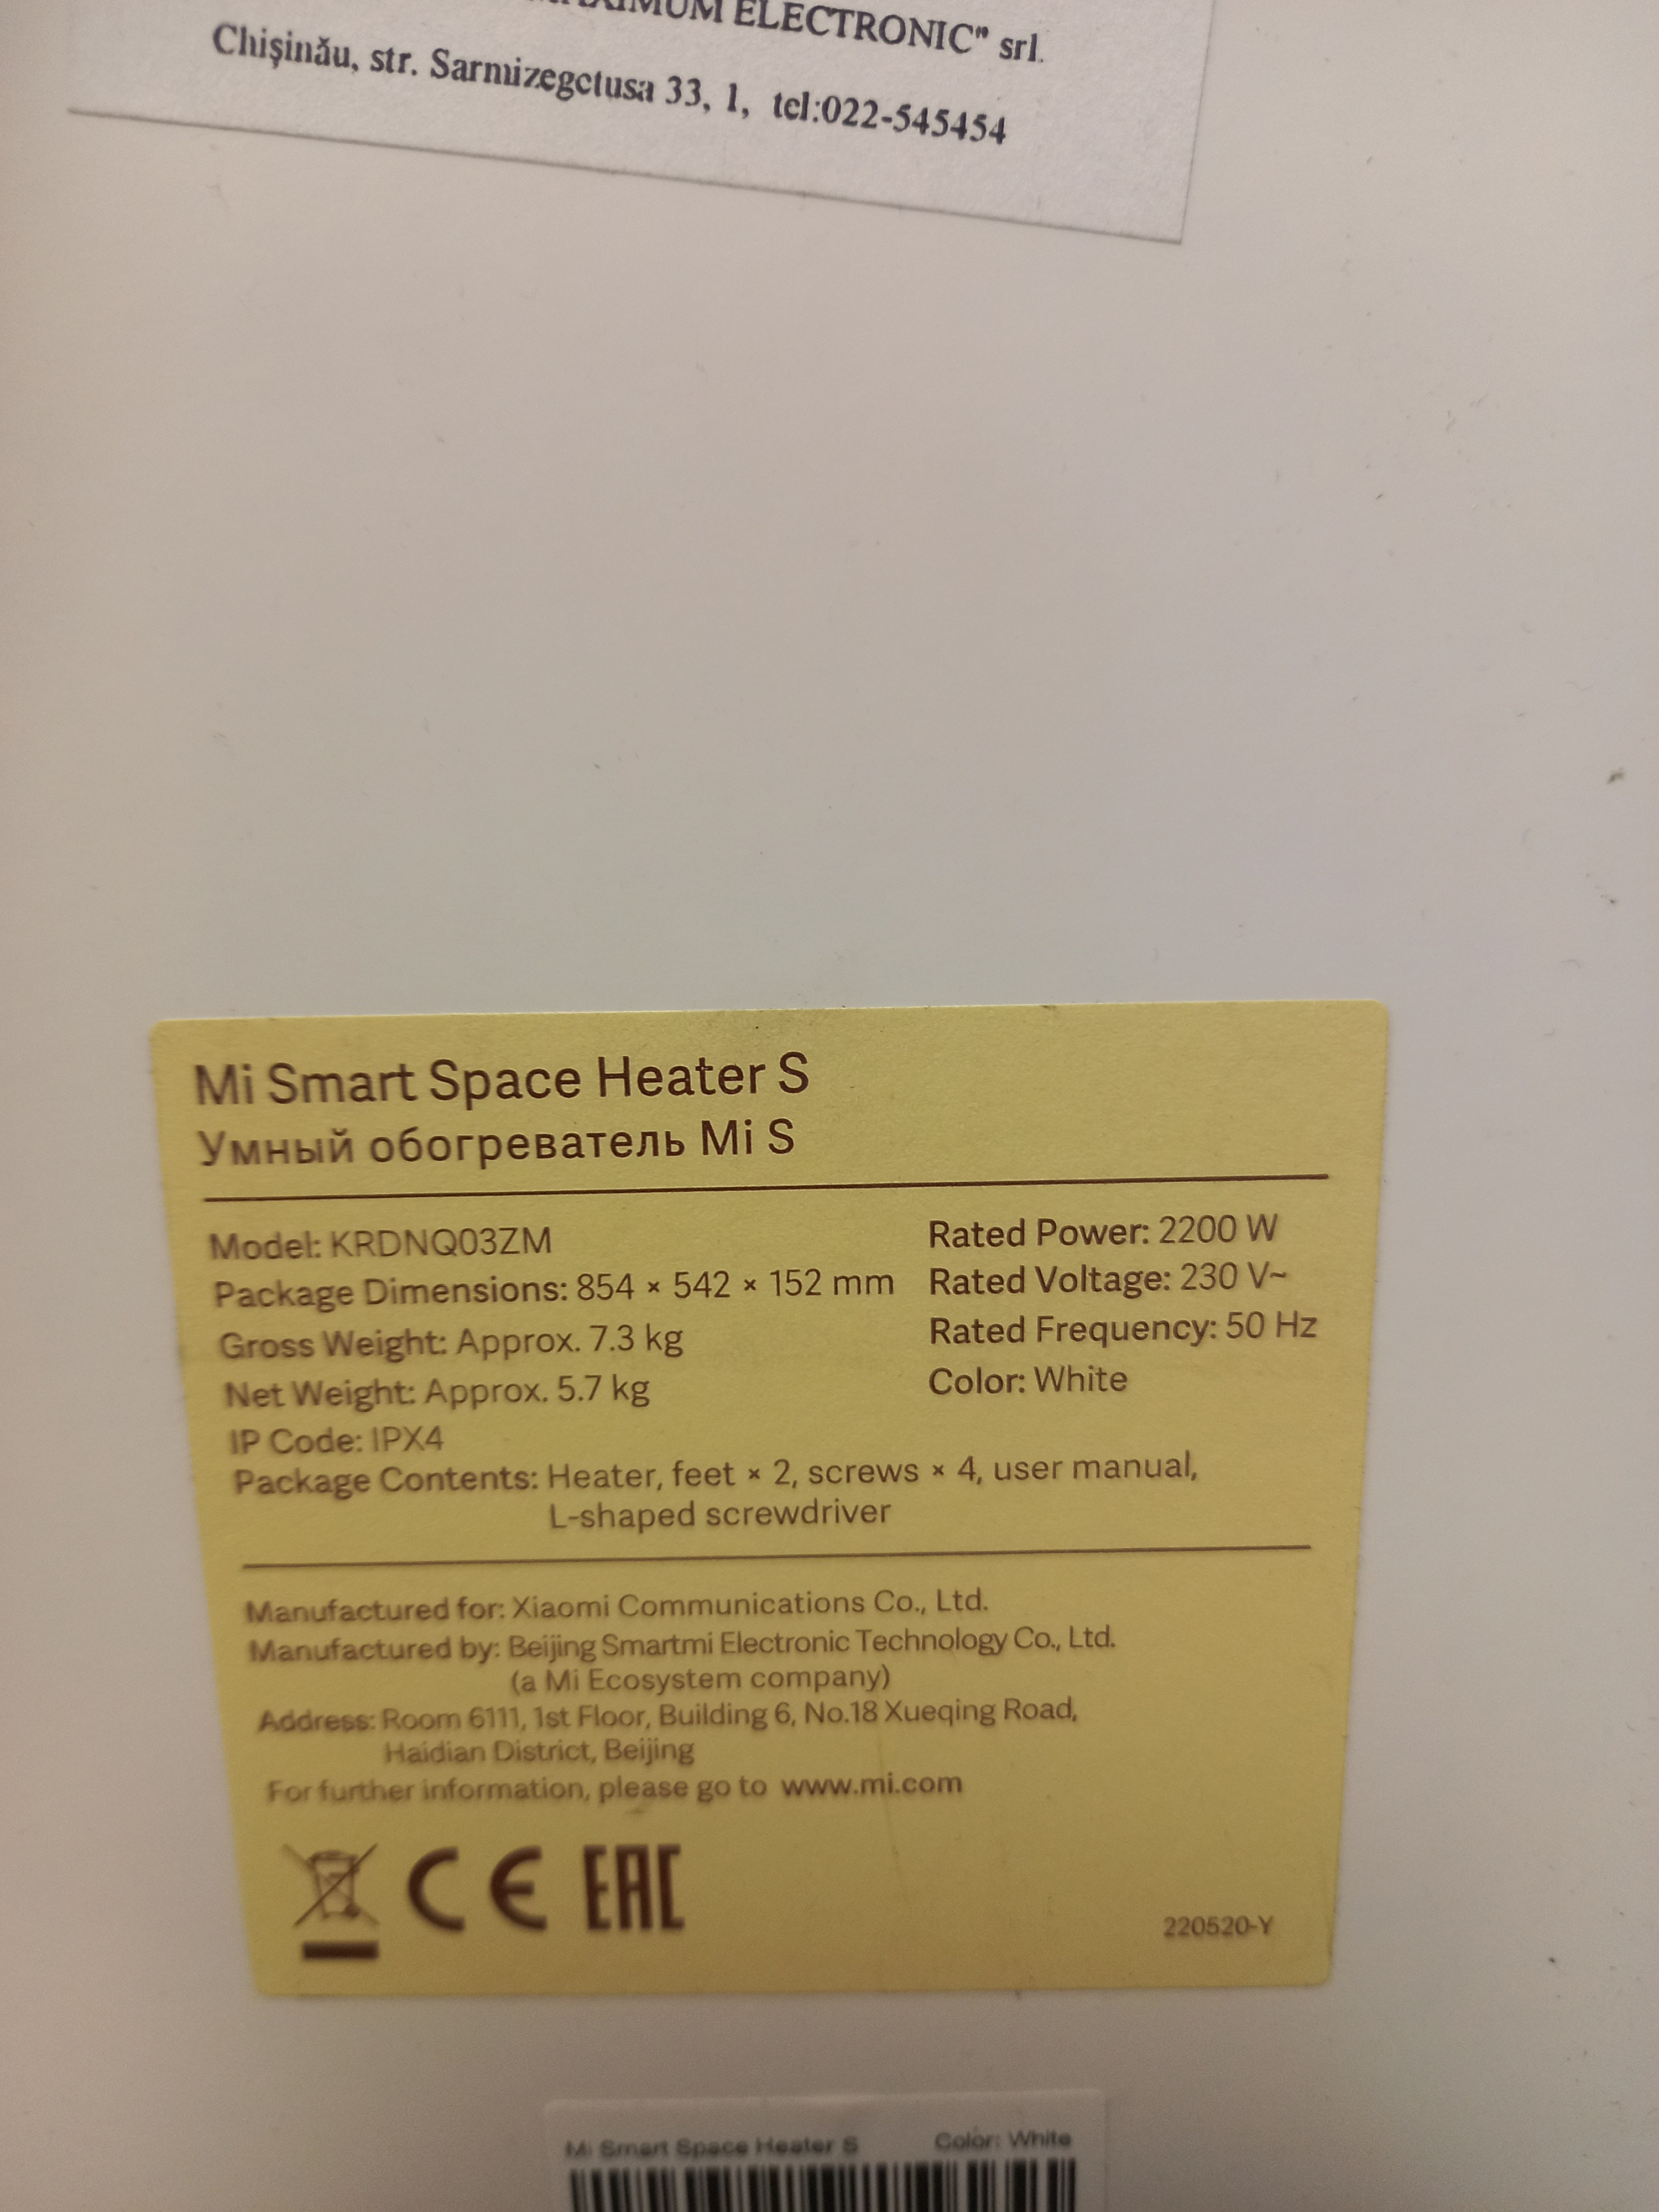 MAXIMUM ELECTRONIC" srl.
Chişinău, str. Sarmizegetusa 33, 1, tel:022-545454
Mi Smart Space Heater S
Умный обогреватель Mi S
Model: KRDNQ03ZM
Package Dimensions: 854 × 542 × 152 mm
Gross Weight: Approx. 7.3 kg
Net Weight: Approx. 5.7 kg
IP Code: IPX4
Rated Power: 2200 W
Rated Voltage: 230 V~
Rated Frequency: 50 Hz
Color: White
Package Contents: Heater, feet × 2, screws × 4, user manual,
L-shaped screwdriver
Manufactured for: Xiaomi Communications Co., Ltd.
Manufactured by: Beijing Smartmi Electronic Technology Co., Ltd.
(a Mi Ecosystem company)
Address: Room 6111, 1st Floor, Building 6, No.18 Xueqing Road,
Haidian District, Beijing
For further information, please go to www.mi.com
CE EAC
220520-Y
Mi Smart Space Heater S Color: White